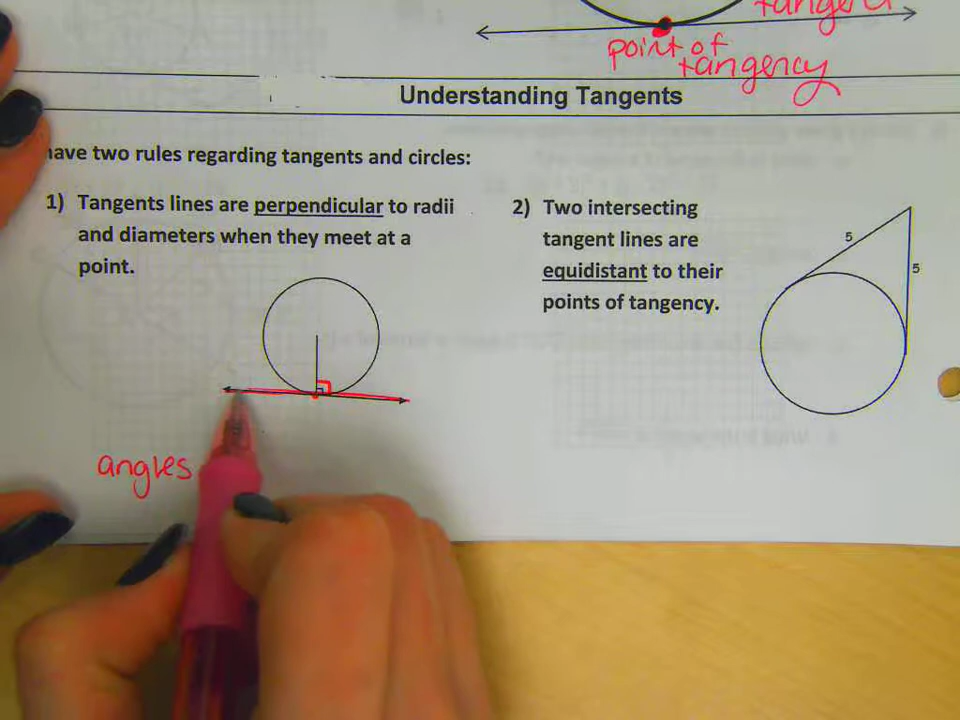 tangent
point of
tangency
Understanding Tangents
have two rules regarding tangents and circles:
1) Tangents lines are perpendicular to radii
and diameters when they meet at a
point.
2) Two intersecting
tangent lines are
equidistant to their
points of tangency.
5
5
angles